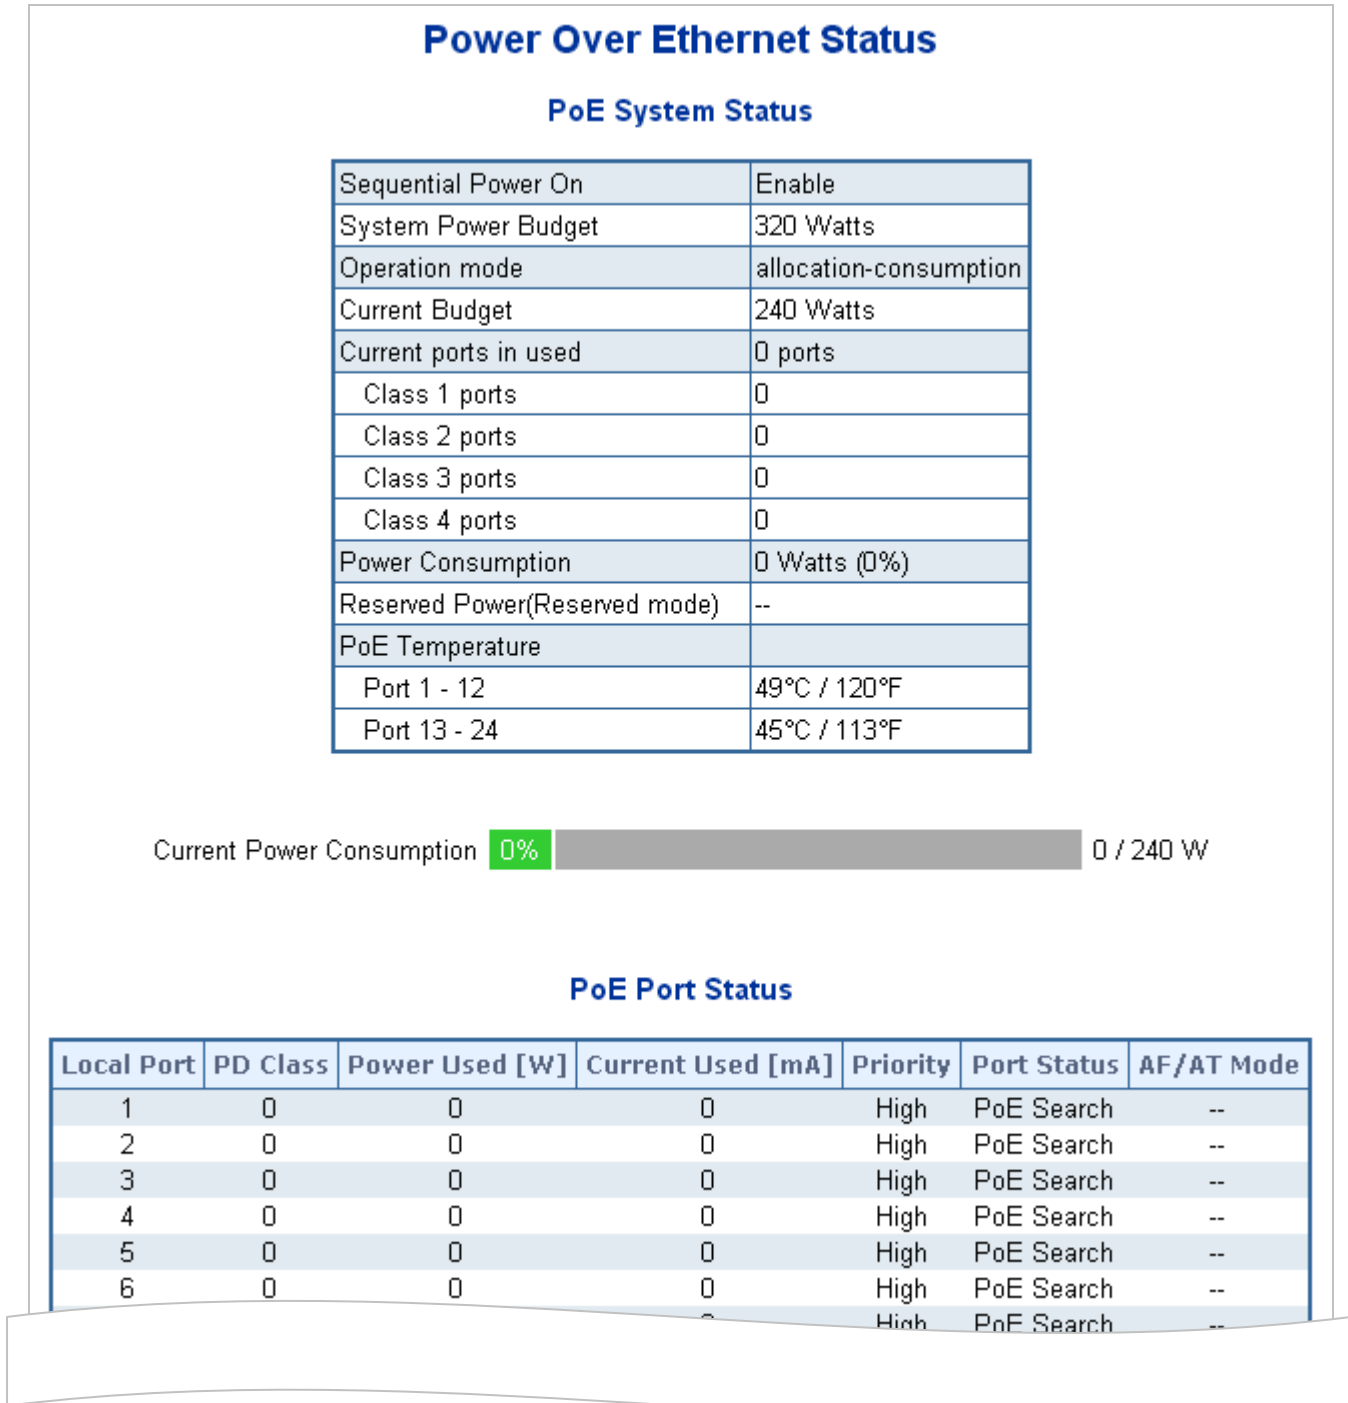 Power Over Ethernet Status
PoE System Status
Sequential Power On Enable
System Power Budget 320 Watts
Operation mode allocation-consumption
Current Budget 240 Watts
Current ports in used 0 ports
Class 1 ports 0
Class 2 ports 0
Class 3 ports 0
Class 4 ports 0
Power Consumption 0 Watts (0%)
Reserved Power(Reserved mode) --
PoE Temperature
Port 1 - 12 49°C / 120°F
Port 13 - 24 45°C / 113°F
Current Power Consumption 0% 0 / 240 W
PoE Port Status
Local Port PD Class Power Used [W] Current Used [mA] Priority Port Status AF/AT Mode
1 0 0 0 High PoE Search --
2 0 0 0 High PoE Search --
3 0 0 0 High PoE Search --
4 0 0 0 High PoE Search --
5 0 0 0 High PoE Search --
6 0 0 0 High PoE Search --
High PoE Search --